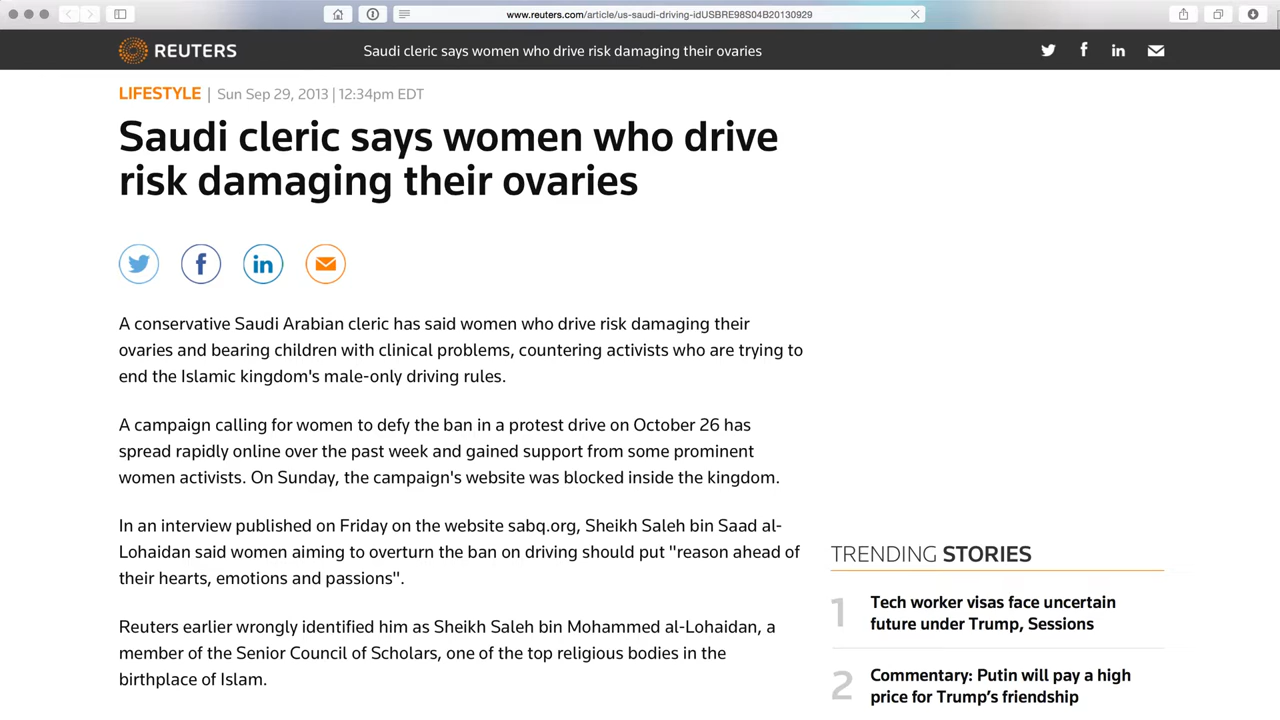 www.reuters.com/article/us-saudi-driving-idUSBRE98S04B20130929
REUTERS
Saudi cleric says women who drive risk damaging their ovaries
LIFESTYLE | Sun Sep 29, 2013 | 12:34pm EDT
Saudi cleric says women who drive
risk damaging their ovaries
A conservative Saudi Arabian cleric has said women who drive risk damaging their
ovaries and bearing children with clinical problems, countering activists who are trying to
end the Islamic kingdom's male-only driving rules.
A campaign calling for women to defy the ban in a protest drive on October 26 has
spread rapidly online over the past week and gained support from some prominent
women activists. On Sunday, the campaign's website was blocked inside the kingdom.
In an interview published on Friday on the website sabq.org, Sheikh Saleh bin Saad al-
Lohaidan said women aiming to overturn the ban on driving should put "reason ahead of
their hearts, emotions and passions".
Reuters earlier wrongly identified him as Sheikh Saleh bin Mohammed al-Lohaidan, a
member of the Senior Council of Scholars, one of the top religious bodies in the
birthplace of Islam.
TRENDING STORIES
1 Tech worker visas face uncertain
future under Trump, Sessions
2 Commentary: Putin will pay a high
price for Trump's friendship